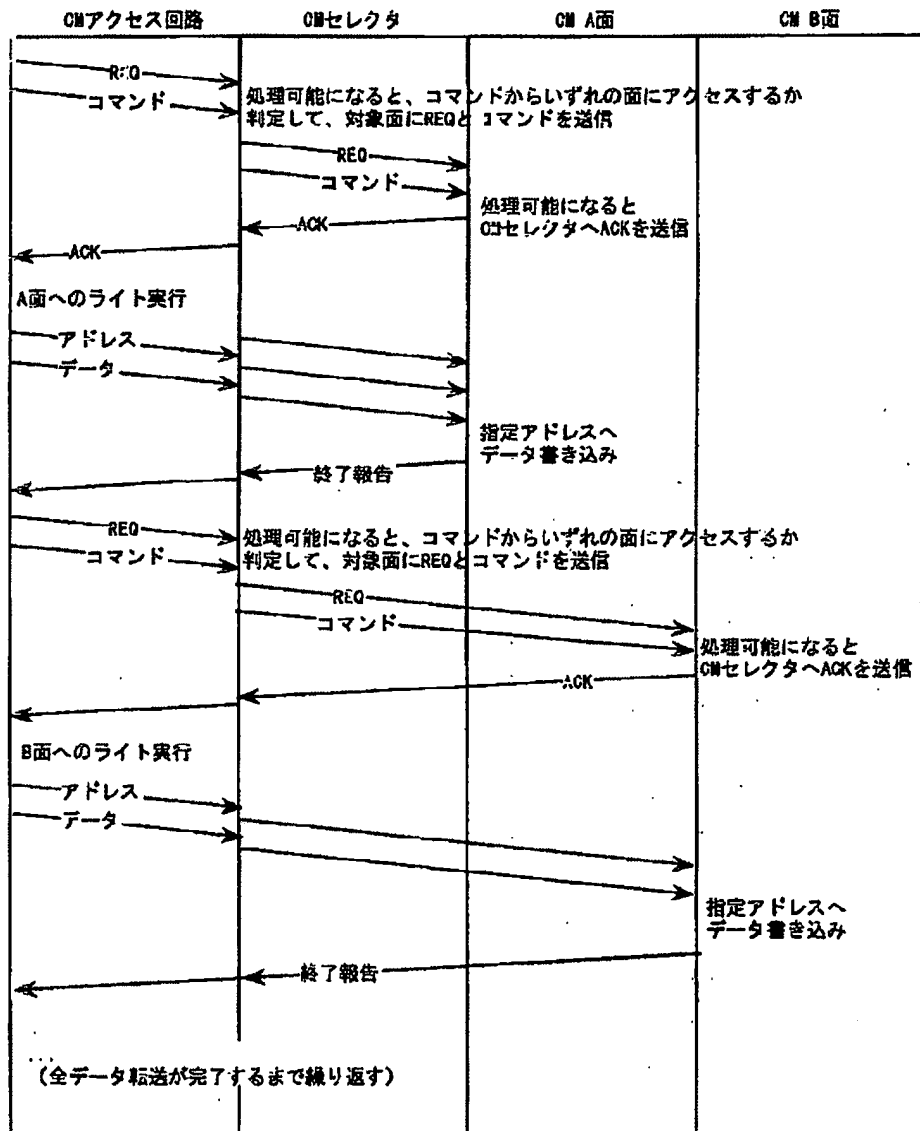 CMアクセス回路
CMセレクタ
CM A面
CM B面
REQ
コマンド
処理可能になると、コマンドからいずれの面にアクセスするか
判定して、対象面にREQとコマンドを送信
REQ
コマンド
処理可能になると
CMセレクタへACKを送信
ACK
ACK
A面へのライト実行
アドレス
データ
指定アドレスへ
データ書き込み
終了報告
REQ
コマンド
処理可能になると、コマンドからいずれの面にアクセスするか
判定して、対象面にREQとコマンドを送信
REQ
コマンド
処理可能になると
CMセレクタへACKを送信
ACK
B面へのライト実行
アドレス
データ
指定アドレスへ
データ書き込み
終了報告
...
(全データ転送が完了するまで繰り返す)